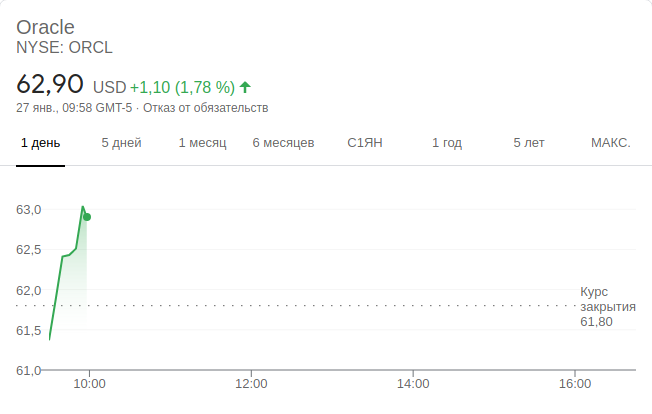 Oracle
NYSE: ORCL
62,90 USD +1,10 (1,78 %)
27 янв., 09:58 GMT-5 · Отказ от обязательств
1 день 5 дней 1 месяц 6 месяцев С1ЯН 1 год 5 лет МАКС.
63,0
62,5
62,0
Курс
закрытия
61,80
61,5
61,0
10:00 12:00 14:00 16:00